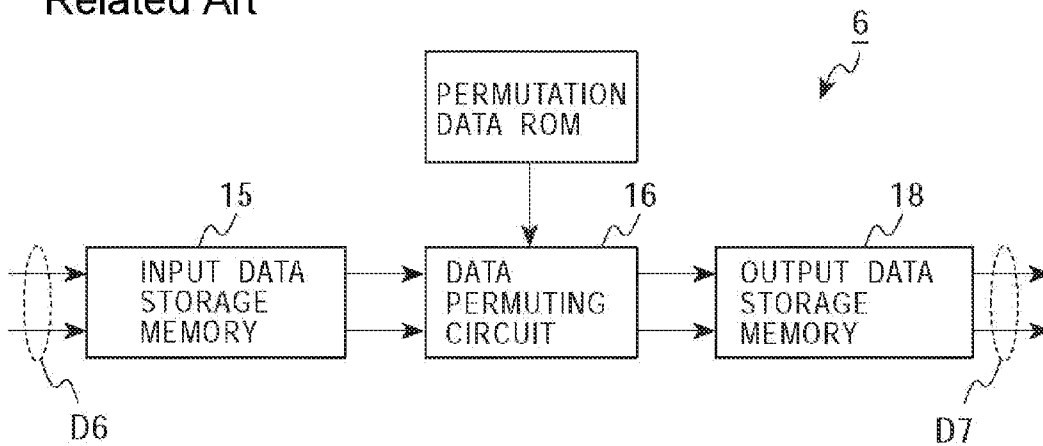 Related Art
6
PERMUTATION
DATA ROM
15
16
18
INPUT DATA
STORAGE
MEMORY
DATA
PERMUTING
CIRCUIT
OUTPUT DATA
STORAGE
MEMORY
D6
D7